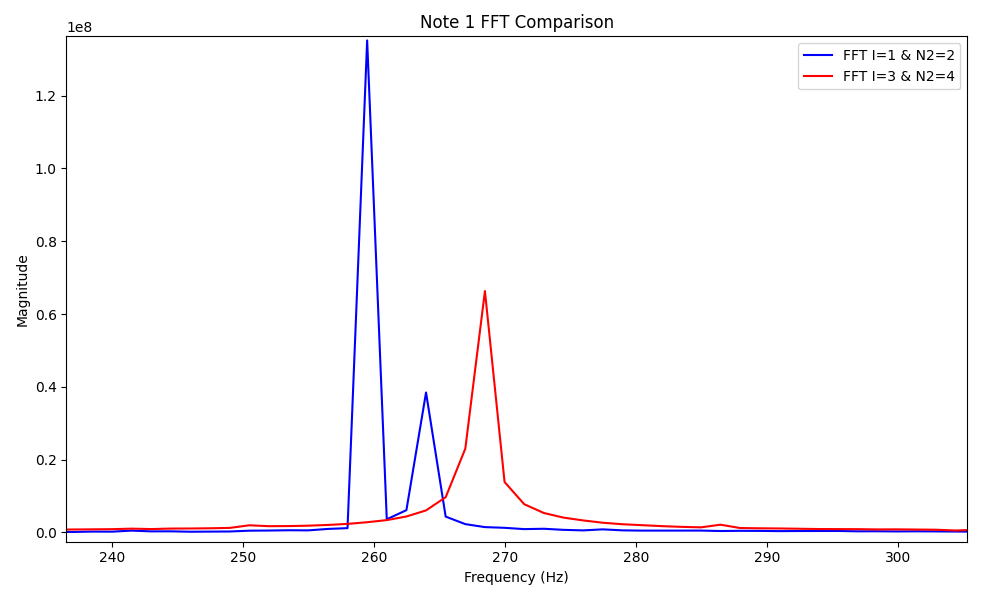 Note 1 FFT Comparison
1e8
FFT I=1 & N2=2
FFT I=3 & N2=4
1.2
1.0
0.8
0.6
0.4
0.2
0.0
Magnitude
240 250 260 270 280 290 300
Frequency (Hz)